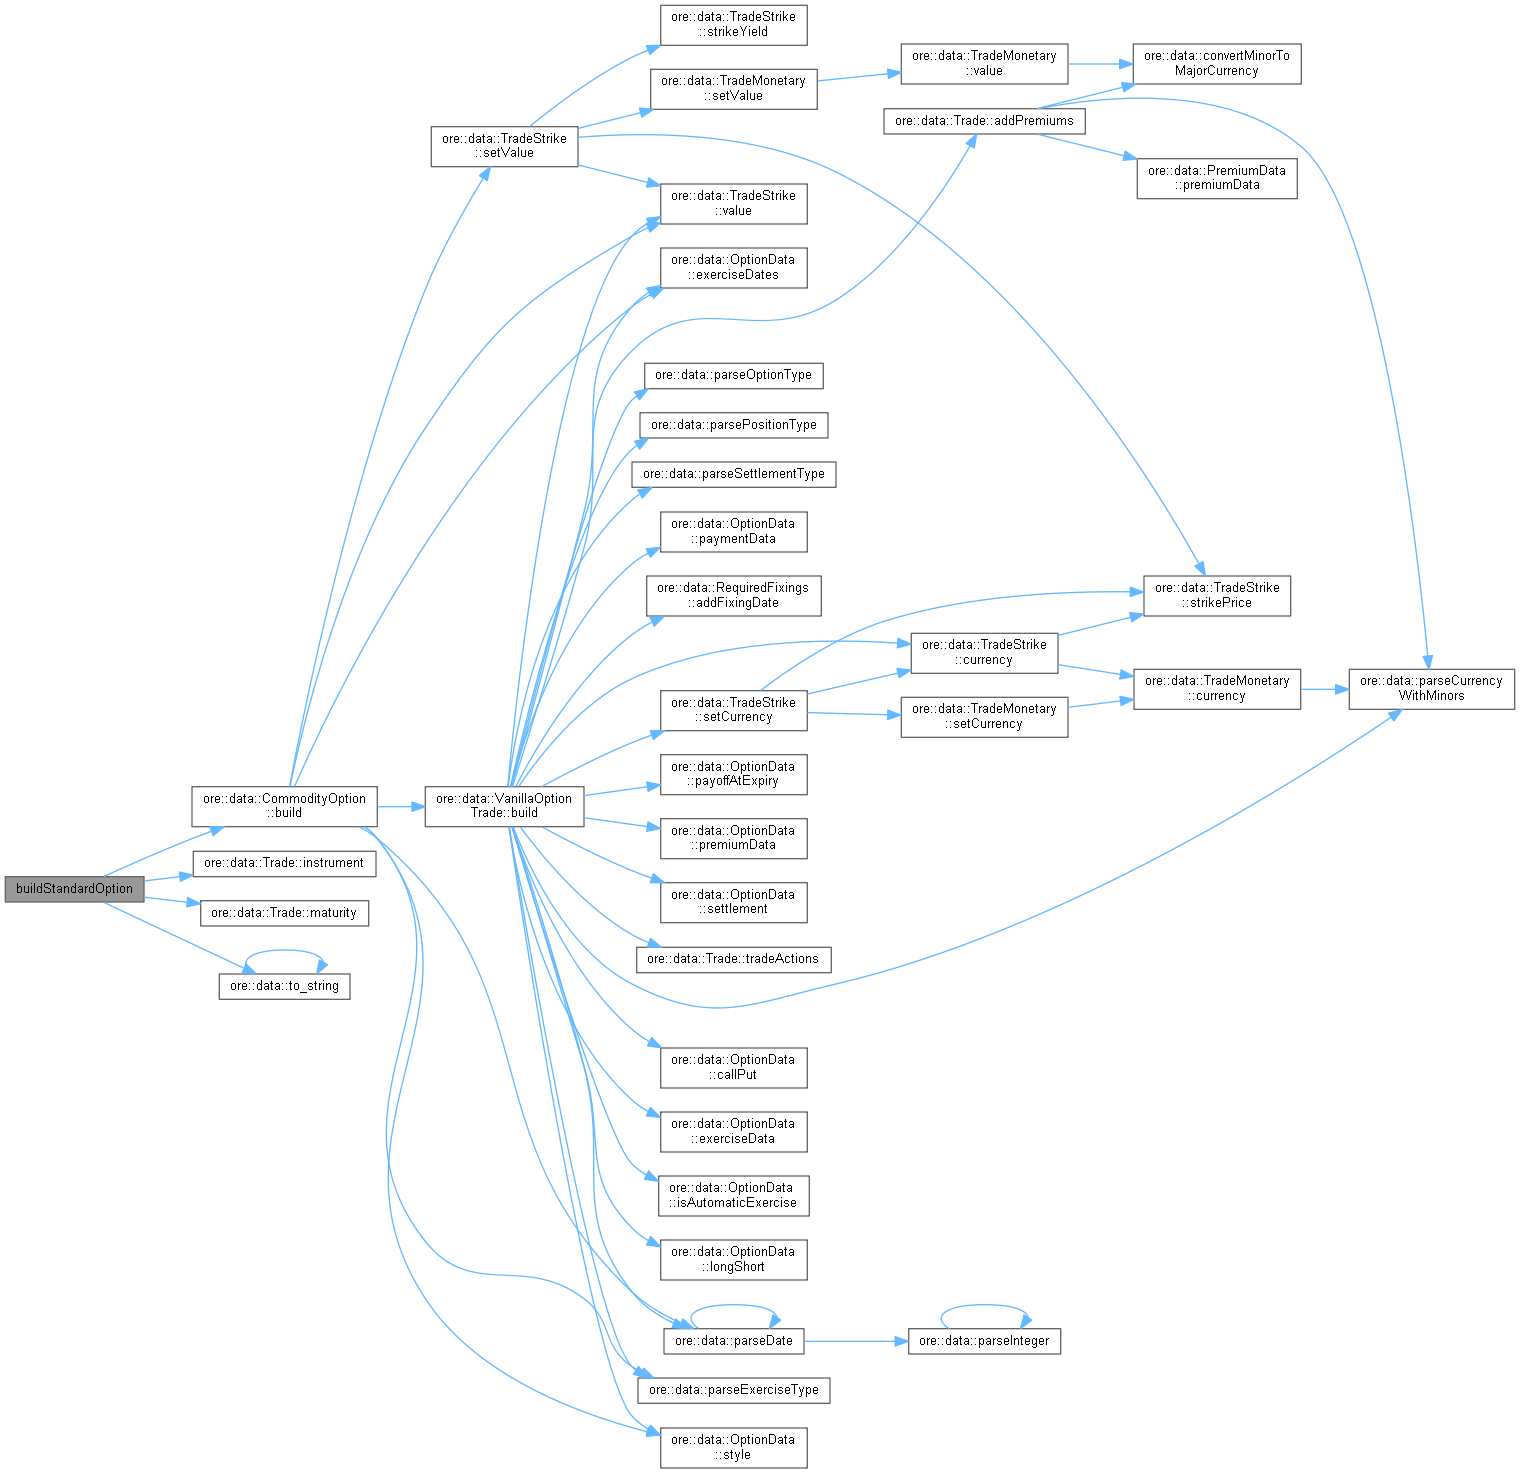 buildStandardOption
ore::data::CommodityOption
::build
ore::data::Trade::instrument
ore::data::Trade::maturity
ore::data::to_string
ore::data::TradeStrike
::setValue
ore::data::VanillaOption
Trade::build
ore::data::TradeStrike
::strikeYield
ore::data::TradeMonetary
::setValue
ore::data::TradeStrike
::value
ore::data::OptionData
::exerciseDates
ore::data::parseOptionType
ore::data::parsePositionType
ore::data::parseSettlementType
ore::data::OptionData
::paymentData
ore::data::RequiredFixings
::addFixingDate
ore::data::TradeStrike
::setCurrency
ore::data::OptionData
::payoffAtExpiry
ore::data::OptionData
::premiumData
ore::data::OptionData
::settlement
ore::data::Trade::tradeActions
ore::data::OptionData
::callPut
ore::data::OptionData
::exerciseData
ore::data::OptionData
::isAutomaticExercise
ore::data::OptionData
::longShort
ore::data::parseDate
ore::data::parseExerciseType
ore::data::OptionData
::style
ore::data::TradeMonetary
::value
ore::data::Trade::addPremiums
ore::data::TradeStrike
::currency
ore::data::TradeMonetary
::setCurrency
ore::data::parseInteger
ore::data::convertMinorTo
MajorCurrency
ore::data::PremiumData
::premiumData
ore::data::TradeStrike
::strikePrice
ore::data::TradeMonetary
::currency
ore::data::parseCurrency
WithMinors